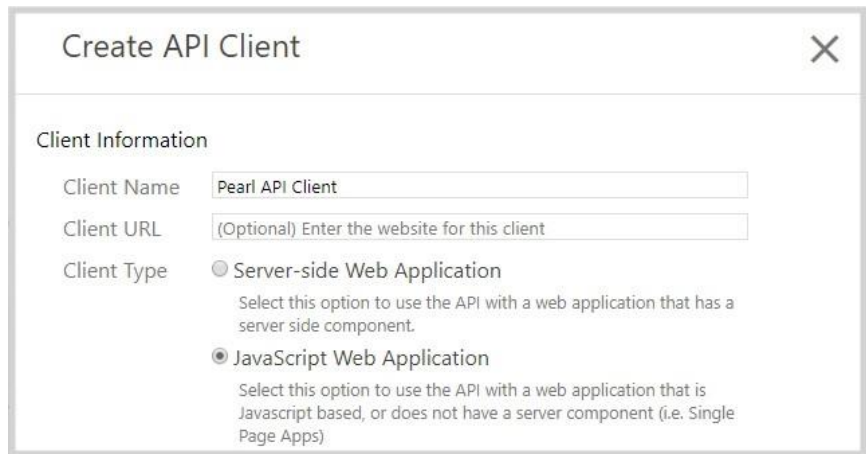 Create API Client
Client Information
Client Name Pearl API Client
Client URL (Optional) Enter the website for this client
Client Type Server-side Web Application
Select this option to use the API with a web application that has a
server side component.
JavaScript Web Application
Select this option to use the API with a web application that is
Javascript based, or does not have a server component (i.e. Single
Page Apps)